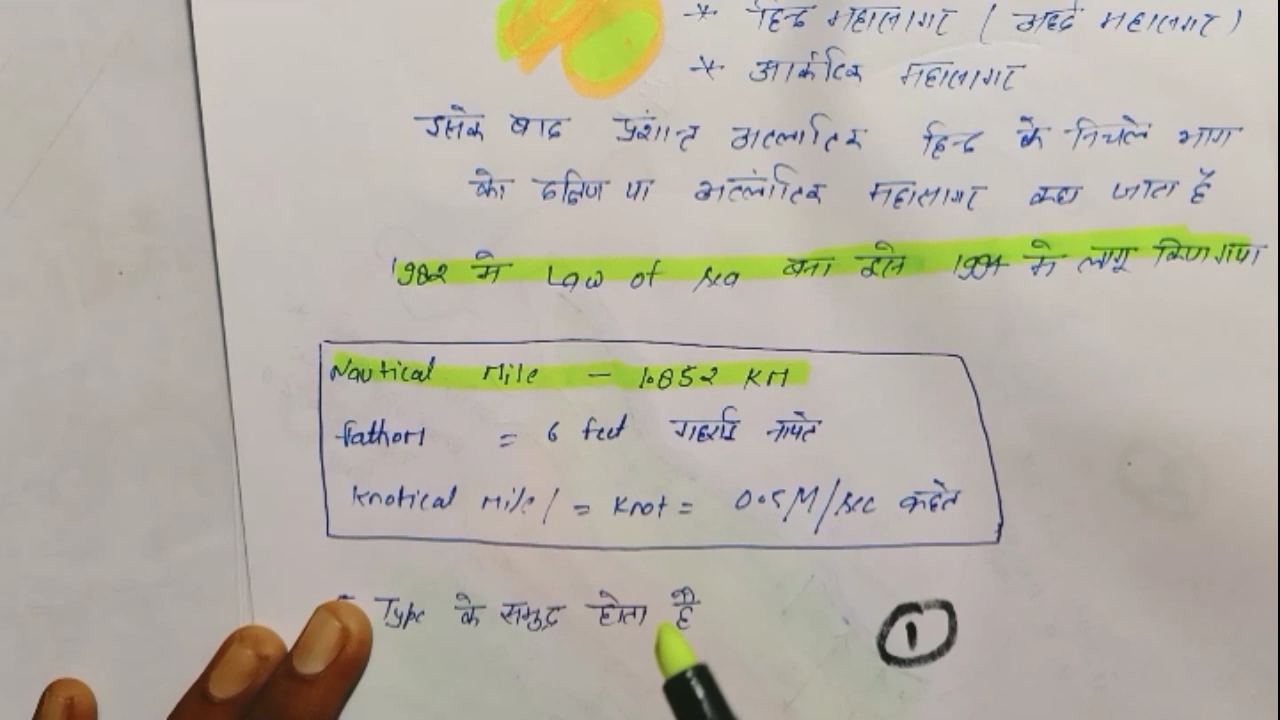 * हिन्द महासागर ( अर्द्ध महासागर )
* आर्कटिक महासागर
इसके बाद प्रशान्त अटलांटिक हिन्द के निचले भाग
को दक्षिण या अटलांटिक महासागर कहा जाता है
1982 में Law of sea बना इसे 1994 में लागू किया गया
Nautical Mile – 1.852 KM
fathom = 6 feet गहराई नापते
Knotical mile / = Knot = 0.5 M/sec कहते
Type के समुद्र होता है
1